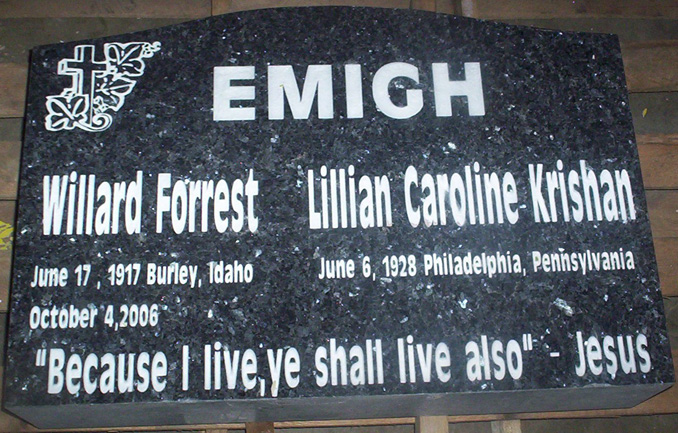 EMIGH
Willard Forrest Lillian Caroline Krishan
June 17 , 1917 Burley, Idaho June 6, 1928 Philadelphia, Pennsylvania
October 4,2006
"Because I live,ye shall live also" - Jesus